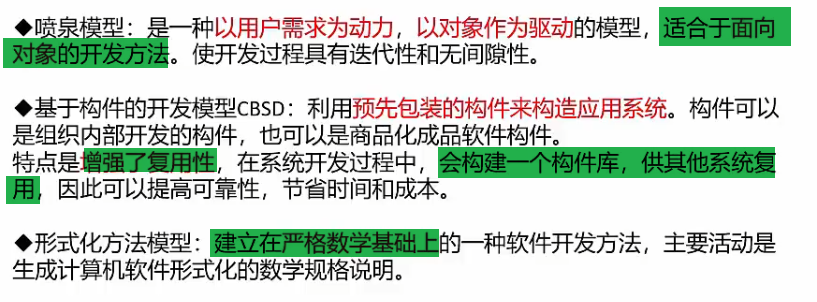 ◆喷泉模型：是一种以用户需求为动力，以对象作为驱动的模型，适合于面向
对象的开发方法。使开发过程具有迭代性和无间隙性。
◆基于构件的开发模型CBSD：利用预先包装的构件来构造应用系统。构件可以
是组织内部开发的构件，也可以是商品化成品软件构件。
特点是增强了复用性，在系统开发过程中，会构建一个构件库，供其他系统复
用，因此可以提高可靠性，节省时间和成本。
◆形式化方法模型：建立在严格数学基础上的一种软件开发方法，主要活动是
生成计算机软件形式化的数学规格说明。